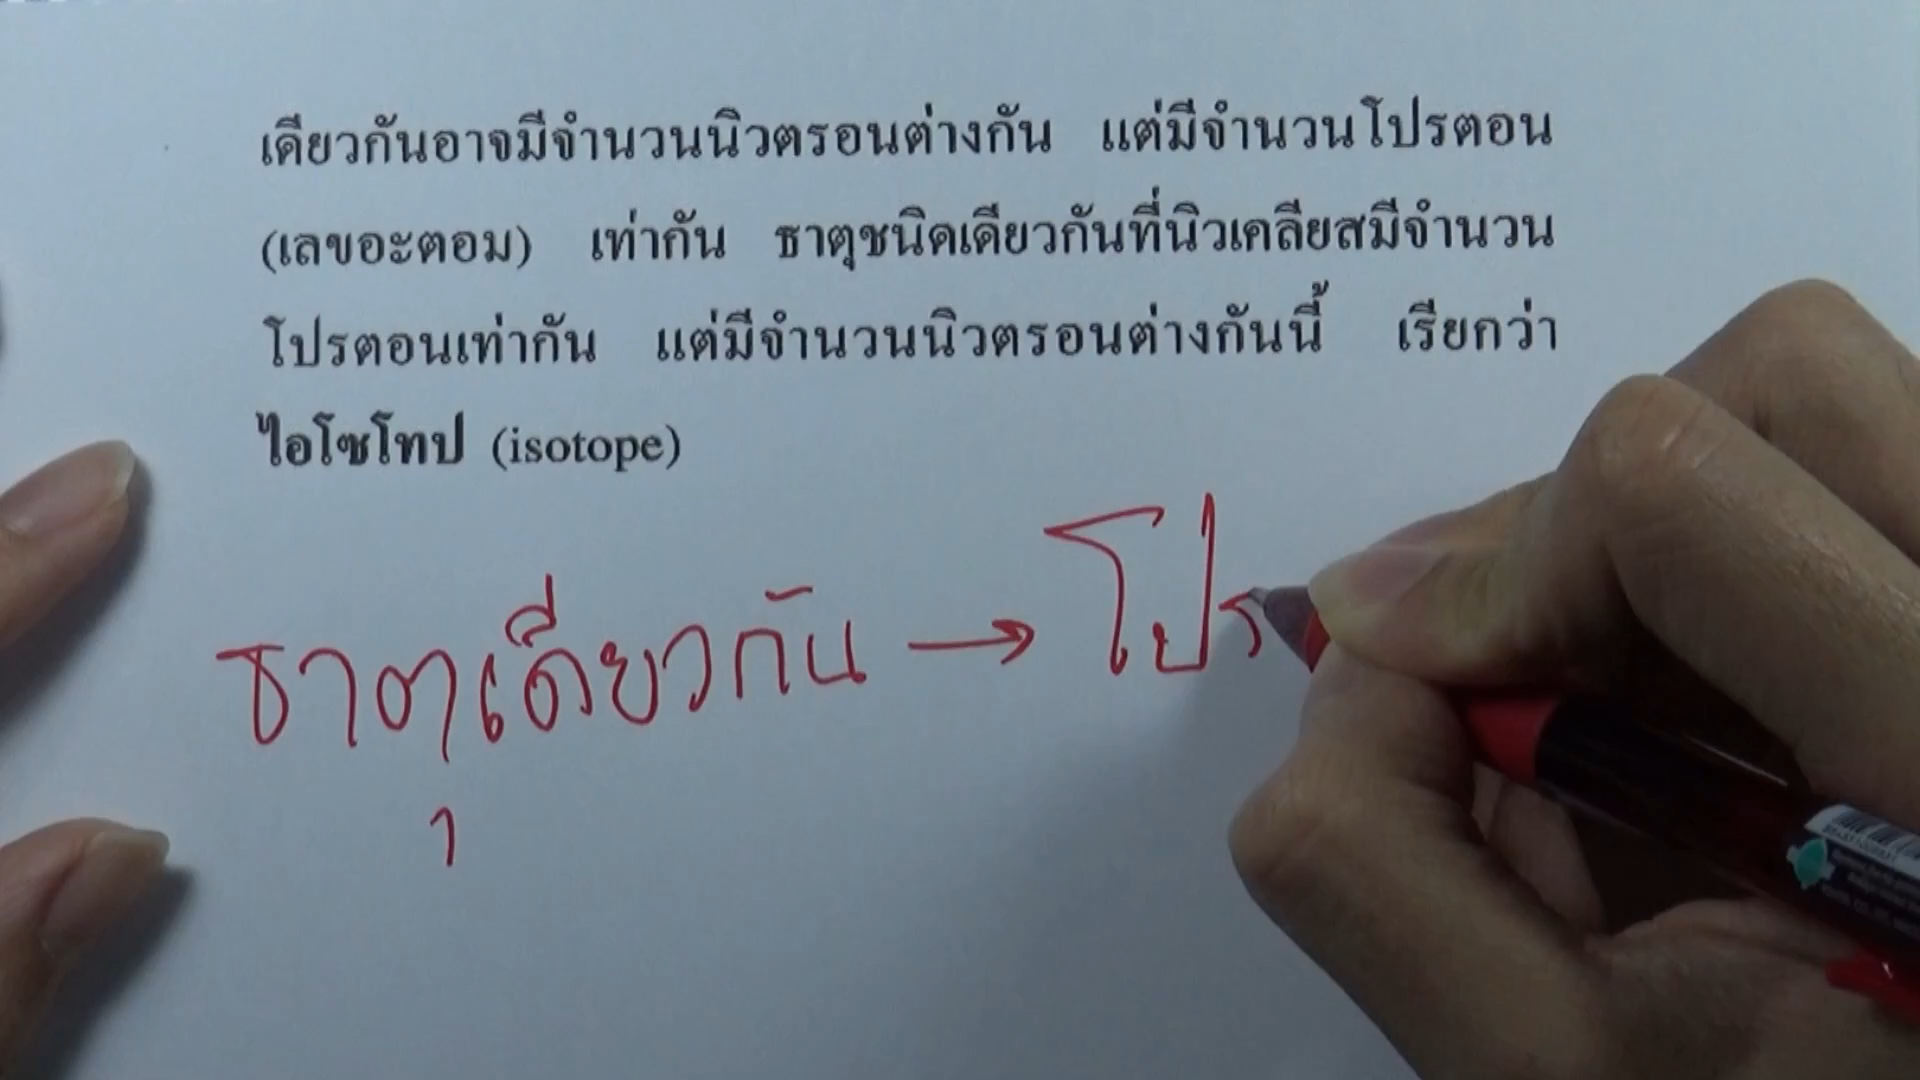 เดียวกันอาจมีจำนวนนิวตรอนต่างกัน แต่มีจำนวนโปรตอน
(เลขอะตอม) เท่ากัน ธาตุชนิดเดียวกันที่นิวเคลียสมีจำนวน
โปรตอนเท่ากัน แต่มีจำนวนนิวตรอนต่างกันนี้ เรียกว่า
ไอโซโทป (isotope)
ธาตุเดียวกัน → โปร